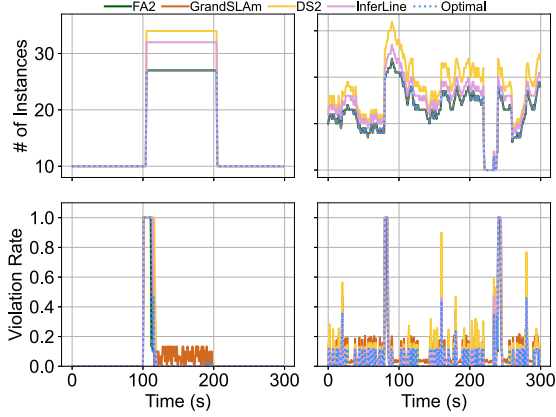 FA2 GrandSLAm DS2 InferLine Optimal
# of Instances
30
20
10
Violation Rate
1.0
0.8
0.6
0.4
0.2
0.0
0 100 200 300
0 100 200 300
Time (s)
Time (s)